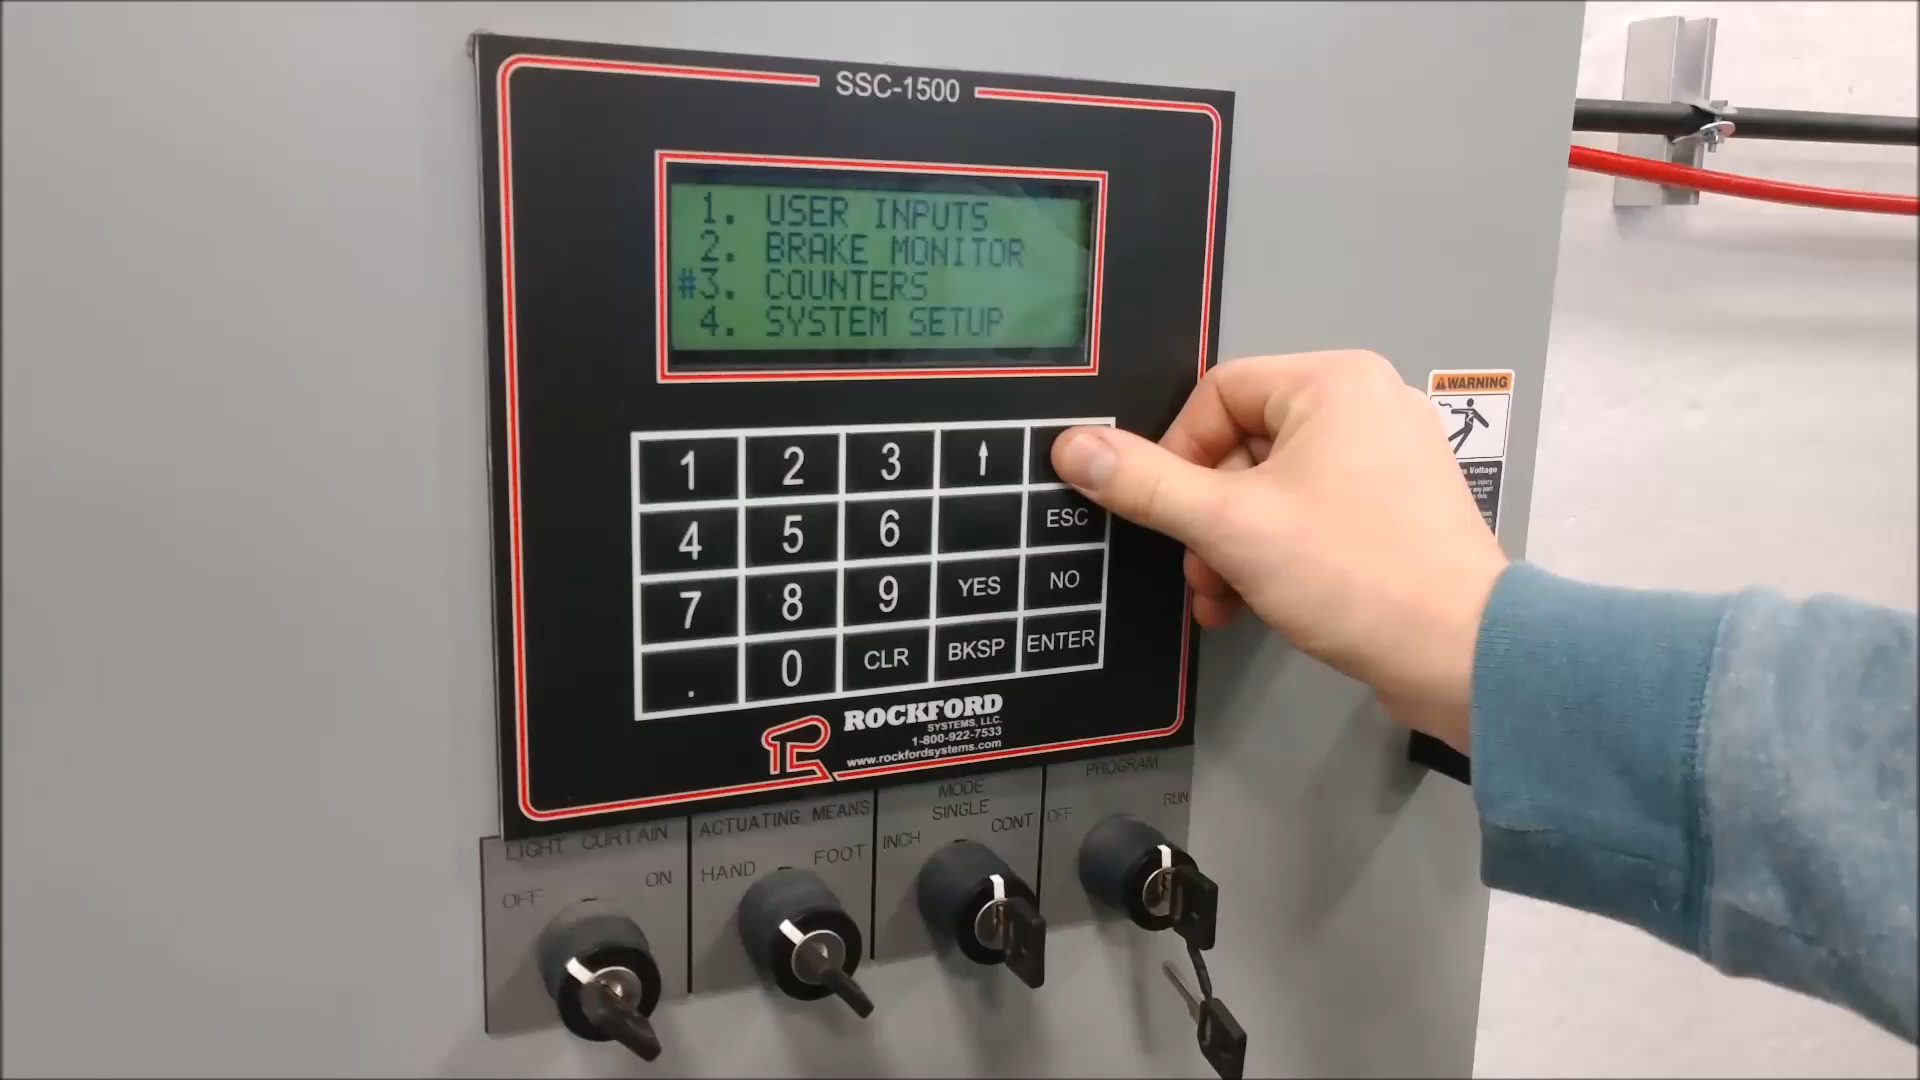 SSC-1500
1. USER INPUTS
2. BRAKE MONITOR
#3. COUNTERS
4. SYSTEM SETUP
1 2 3 ↑
4 5 6 ESC
7 8 9 YES NO
. 0 CLR BKSP ENTER
ROCKFORD
SYSTEMS, LLC.
1-800-922-7533
www.rockfordsystems.com
LIGHT CURTAIN
OFF ON
ACTUATING MEANS
HAND FOOT
MODE
SINGLE
INCH CONT
PROGRAM
OFF RUN
WARNING
Voltage